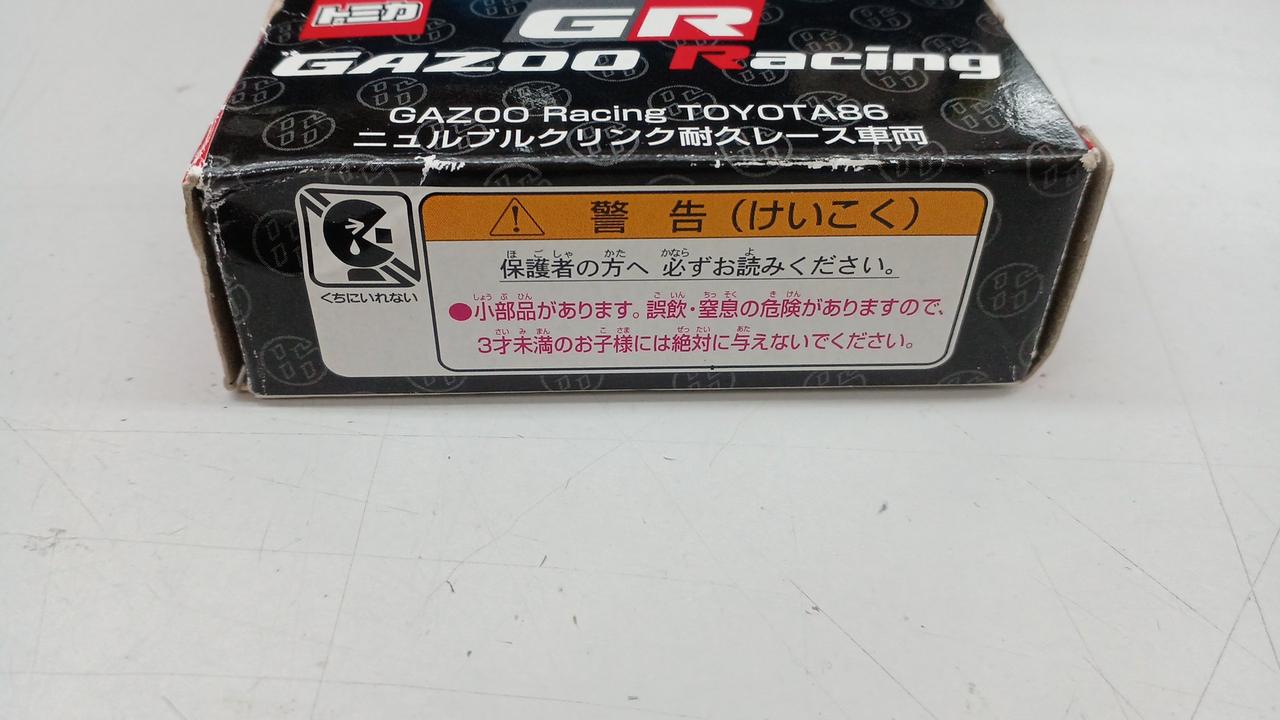 トミカ
GR
GAZOO Racing
GAZOO Racing TOYOTA86
ニュルブルクリンク耐久レース車両
警 告(けいこく)
保護者の方へ 必ずお読みください。
くちにいれない
●小部品があります。誤飲・窒息の危険がありますので、
3才未満のお子様には絶対に与えないでください。